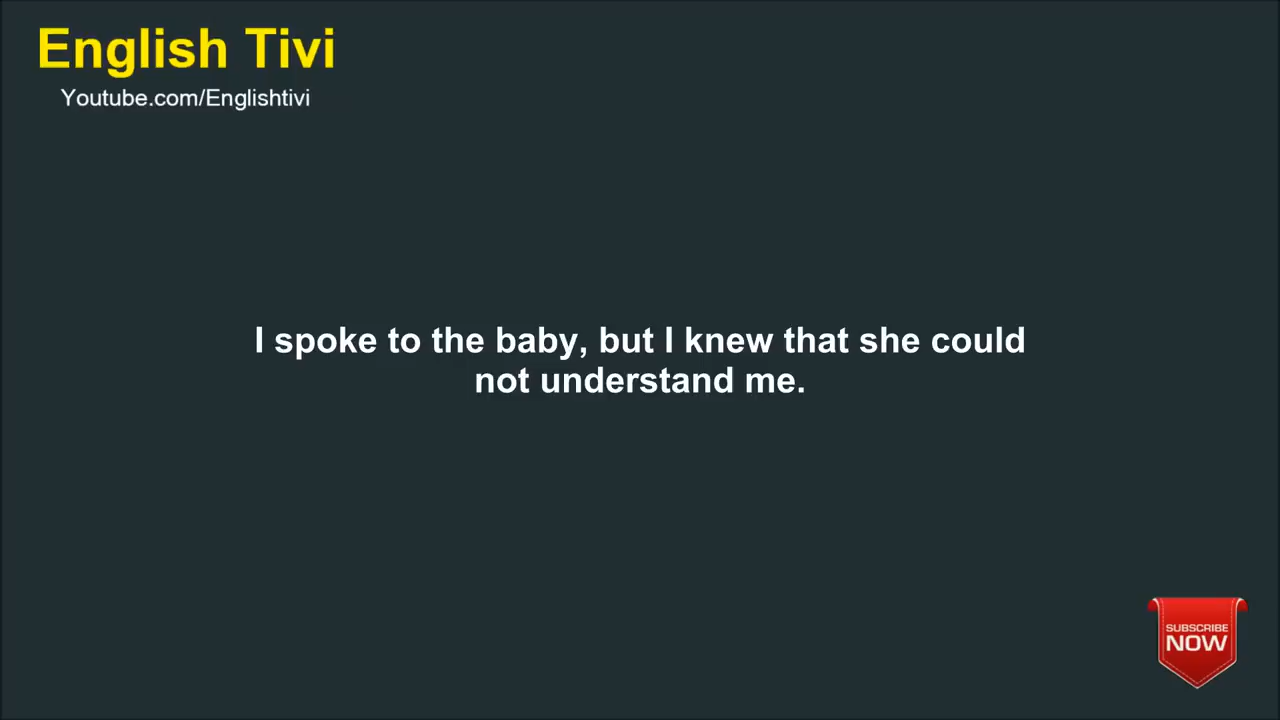 English Tivi
Youtube.com/Englishtivi
I spoke to the baby, but I knew that she could
not understand me.
SUBSCRIBE
NOW